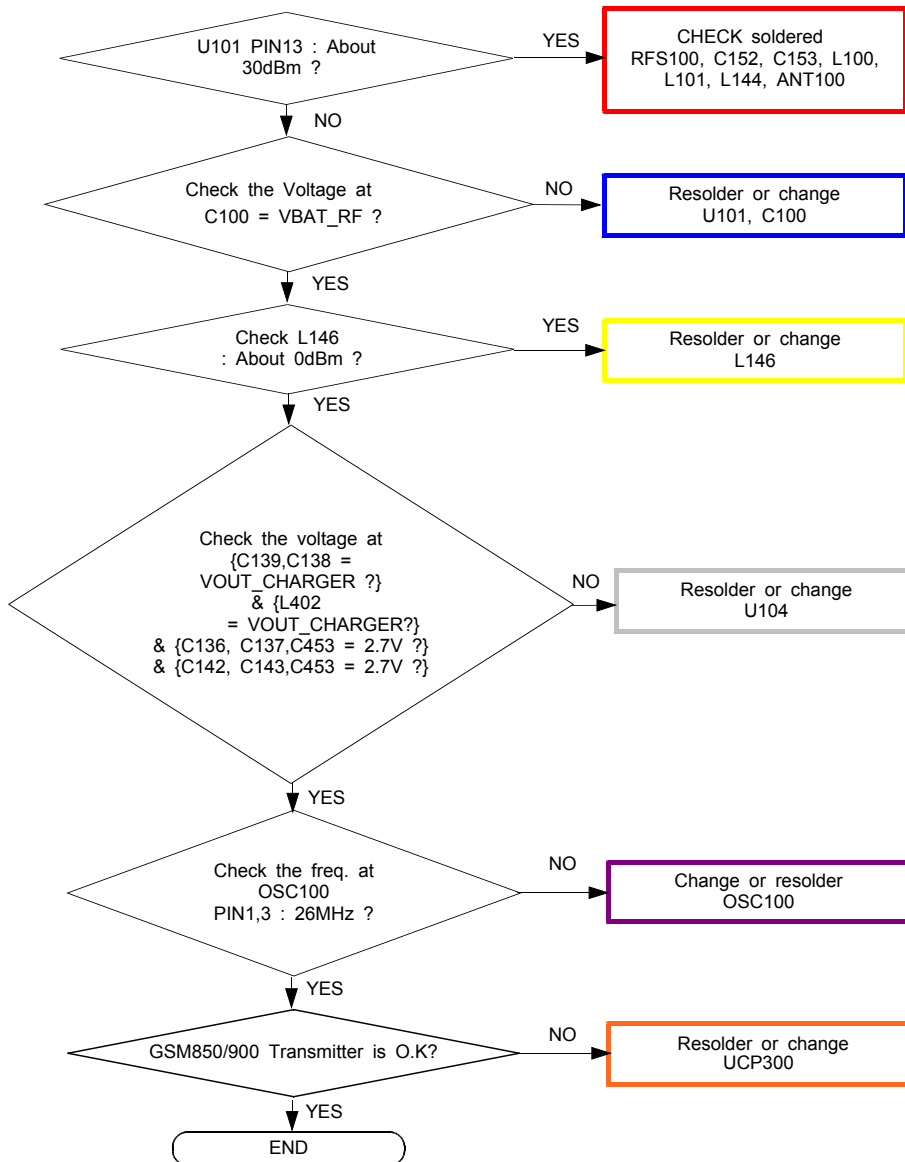 U101 PIN13 : About
30dBm ?
YES
CHECK soldered
RFS100, C152, C153, L100,
L101, L144, ANT100
NO
Check the Voltage at
C100 = VBAT_RF ?
NO
Resolder or change
U101, C100
YES
Check L146
: About 0dBm ?
YES
Resolder or change
L146
YES
Check the voltage at
{C139,C138 =
VOUT_CHARGER ?}
& {L402
= VOUT_CHARGER?}
& {C136, C137,C453 = 2.7V ?}
& {C142, C143,C453 = 2.7V ?}
NO
Resolder or change
U104
YES
Check the freq. at
OSC100
PIN1,3 : 26MHz ?
NO
Change or resolder
OSC100
YES
GSM850/900 Transmitter is O.K?
NO
Resolder or change
UCP300
YES
END